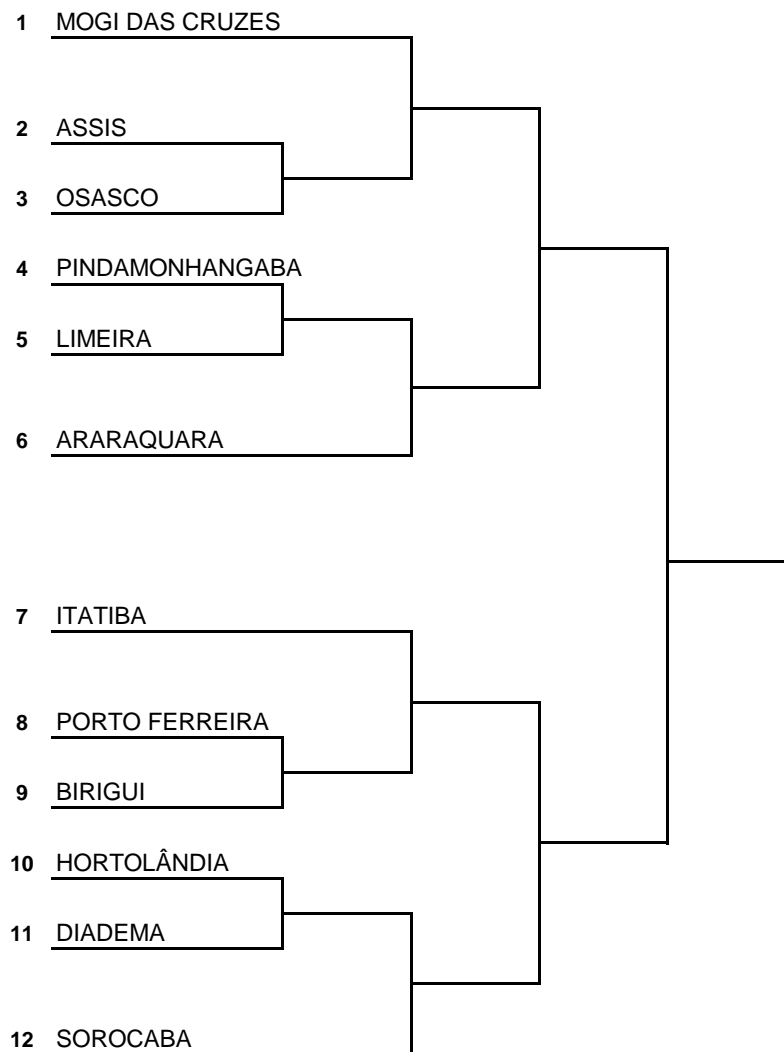 1 MOGI DAS CRUZES
2 ASSIS
3 OSASCO
4 PINDAMONHANGABA
5 LIMEIRA
6 ARARAQUARA
7 ITATIBA
8 PORTO FERREIRA
9 BIRIGUI
10 HORTOLÂNDIA
11 DIADEMA
12 SOROCABA